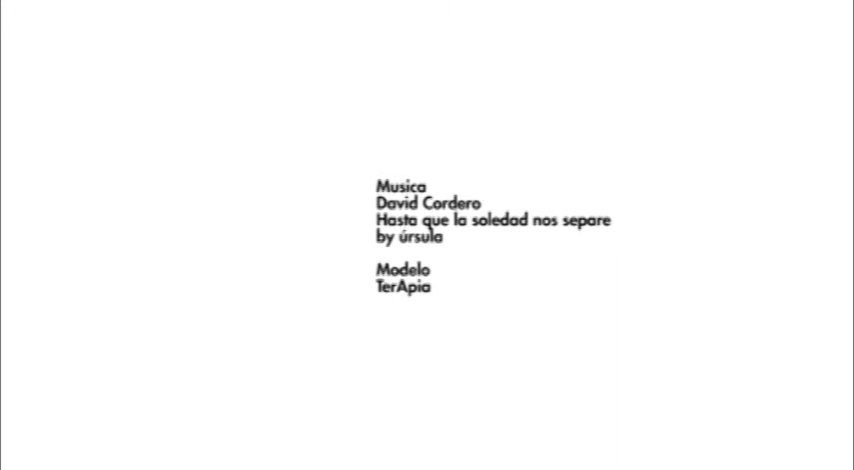 Musica
David Cordero
Hasta que la soledad nos separe
by úrsula
Modelo
TerApia